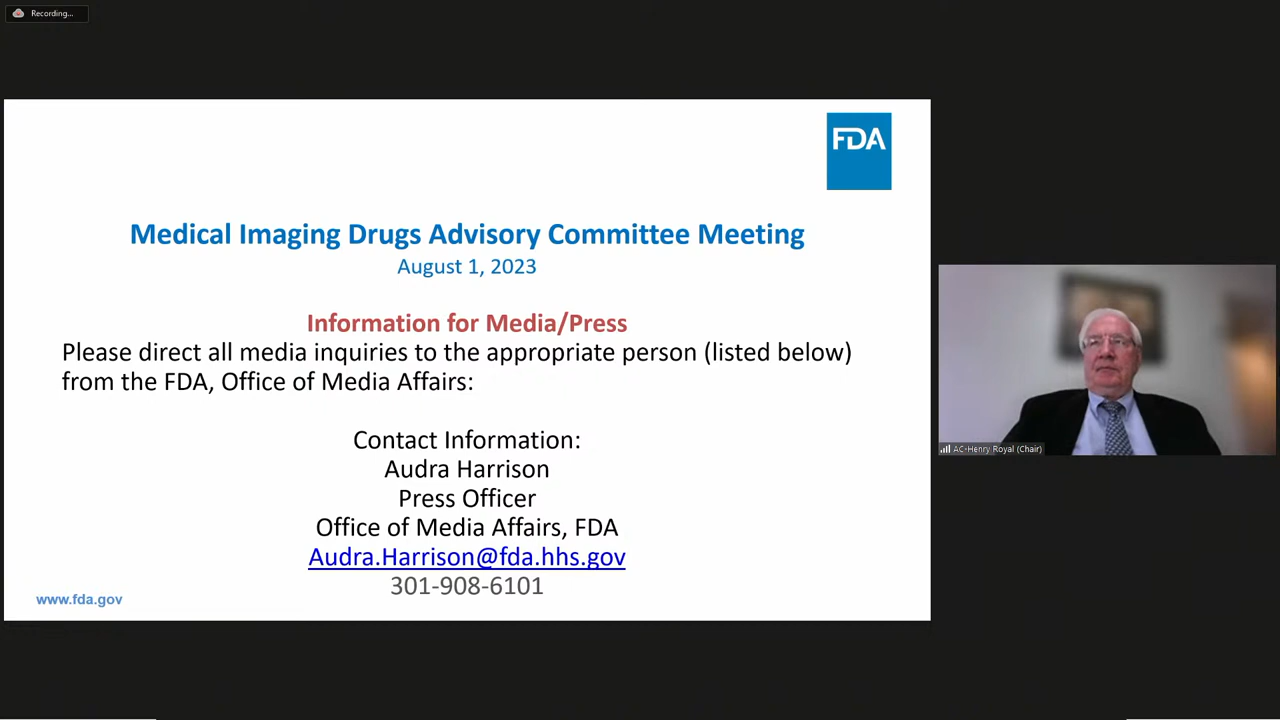 Recording...
FDA
Medical Imaging Drugs Advisory Committee Meeting
August 1, 2023
Information for Media/Press
Please direct all media inquiries to the appropriate person (listed below)
from the FDA, Office of Media Affairs:
Contact Information:
Audra Harrison
Press Officer
Office of Media Affairs, FDA
Audra.Harrison@fda.hhs.gov
301-908-6101
www.fda.gov
AC-Henry Royal (Chair)